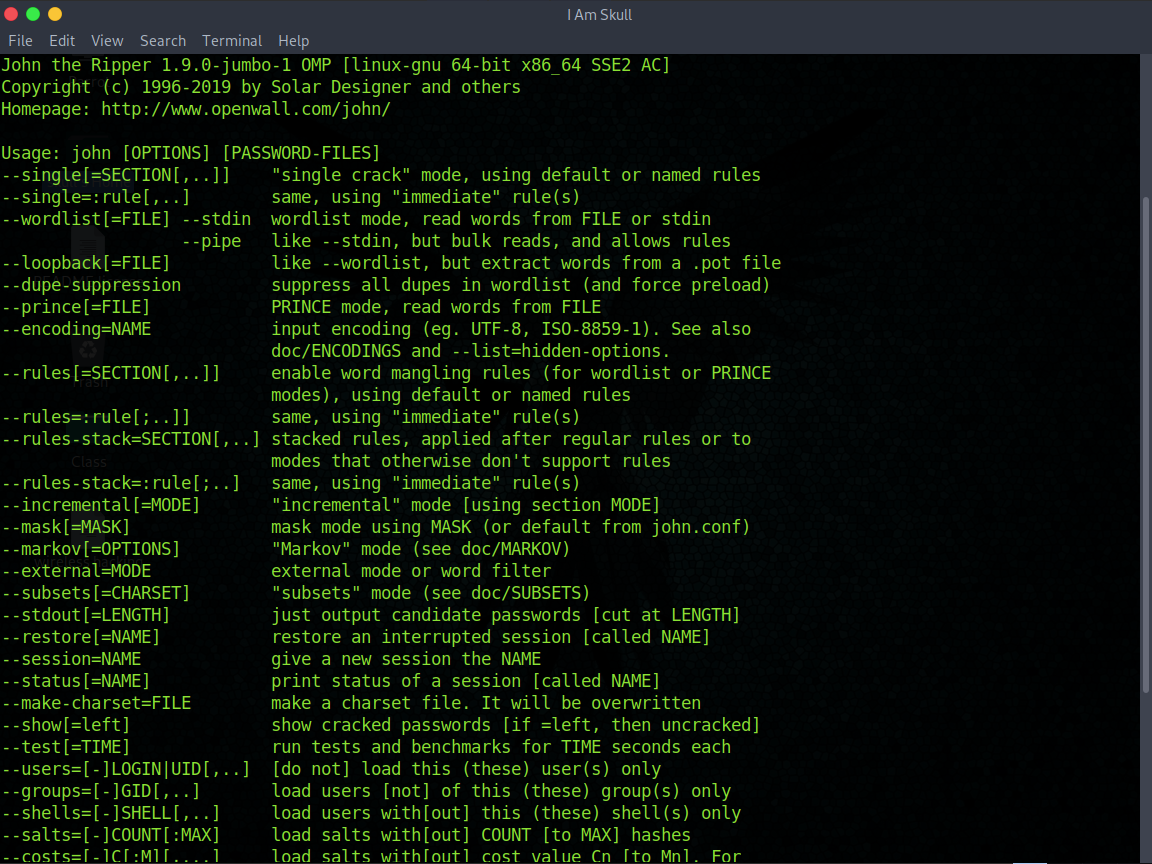 I Am Skull
File Edit View Search Terminal Help
John the Ripper 1.9.0-jumbo-1 OMP [linux-gnu 64-bit x86_64 SSE2 AC]
Copyright (c) 1996-2019 by Solar Designer and others
Homepage: http://www.openwall.com/john/

Usage: john [OPTIONS] [PASSWORD-FILES]
--single[=SECTION[,..]]    "single crack" mode, using default or named rules
--single=:rule[,..]        same, using "immediate" rule(s)
--wordlist[=FILE] --stdin  wordlist mode, read words from FILE or stdin
                  --pipe   like --stdin, but bulk reads, and allows rules
--loopback[=FILE]          like --wordlist, but extract words from a .pot file
--dupe-suppression         suppress all dupes in wordlist (and force preload)
--prince[=FILE]            PRINCE mode, read words from FILE
--encoding=NAME            input encoding (eg. UTF-8, ISO-8859-1). See also
                           doc/ENCODINGS and --list=hidden-options.
--rules[=SECTION[,..]]     enable word mangling rules (for wordlist or PRINCE
                           modes), using default or named rules
--rules=:rule[;..]]        same, using "immediate" rule(s)
--rules-stack=SECTION[,..] stacked rules, applied after regular rules or to
                           modes that otherwise don't support rules
--rules-stack=:rule[;..]   same, using "immediate" rule(s)
--incremental[=MODE]       "incremental" mode [using section MODE]
--mask[=MASK]              mask mode using MASK (or default from john.conf)
--markov[=OPTIONS]         "Markov" mode (see doc/MARKOV)
--external=MODE            external mode or word filter
--subsets[=CHARSET]        "subsets" mode (see doc/SUBSETS)
--stdout[=LENGTH]          just output candidate passwords [cut at LENGTH]
--restore[=NAME]           restore an interrupted session [called NAME]
--session=NAME             give a new session the NAME
--status[=NAME]            print status of a session [called NAME]
--make-charset=FILE        make a charset file. It will be overwritten
--show[=left]              show cracked passwords [if =left, then uncracked]
--test[=TIME]              run tests and benchmarks for TIME seconds each
--users=[-]LOGIN|UID[,..]  [do not] load this (these) user(s) only
--groups=[-]GID[,..]       load users [not] of this (these) group(s) only
--shells=[-]SHELL[,..]     load users with[out] this (these) shell(s) only
--salts=[-]COUNT[:MAX]     load salts with[out] COUNT [to MAX] hashes
--costs=[-]C[:M][,...]     load salts with[out] cost value Cn [to Mn]. For
Class